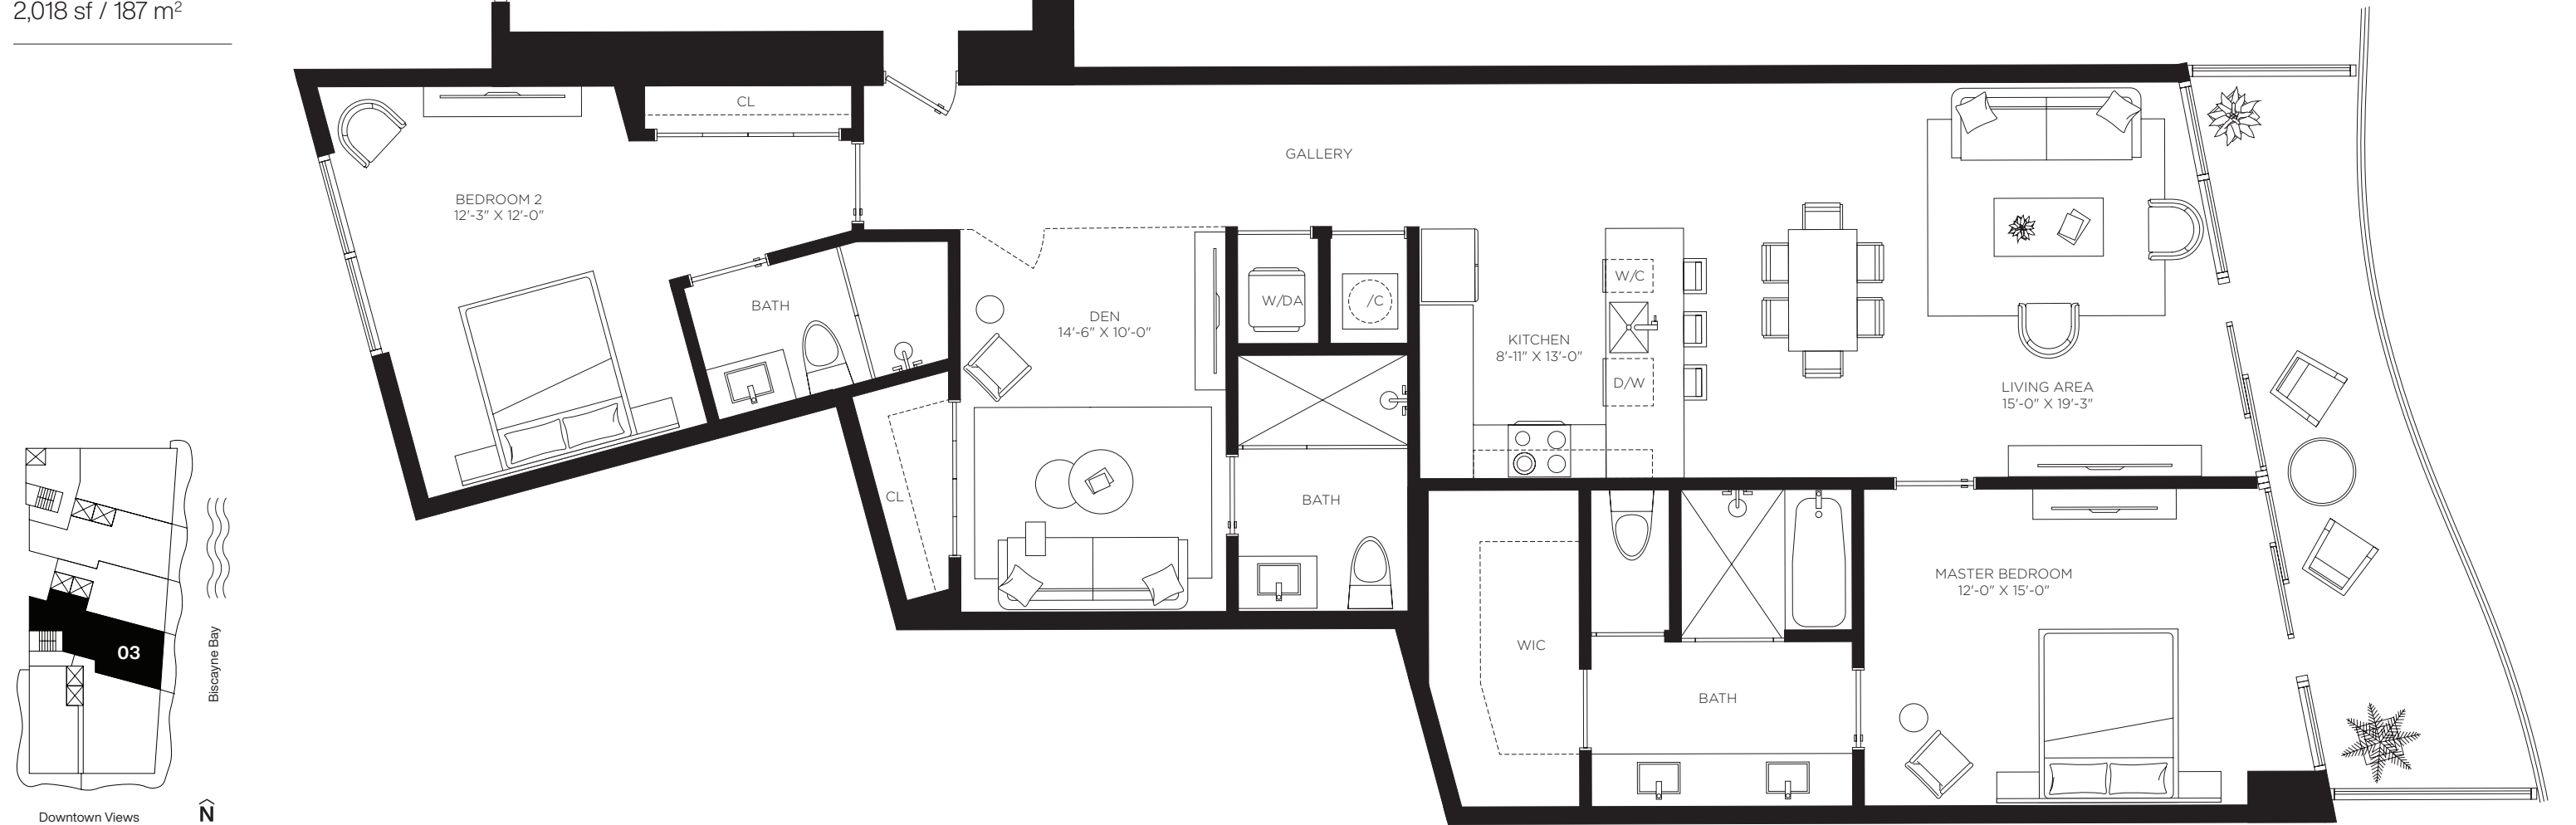 2,018 sf / 187 m²
CL
GALLERY
BEDROOM 2
12'-3" X 12'-0"
BATH
DEN
14'-6" X 10'-0"
W/DA
/C
W/C
KITCHEN
8'-11" X 13'-0"
D/W
LIVING AREA
15'-0" X 19'-3"
CL
BATH
MASTER BEDROOM
12'-0" X 15'-0"
WIC
BATH
03
Biscayne Bay
Downtown Views
N